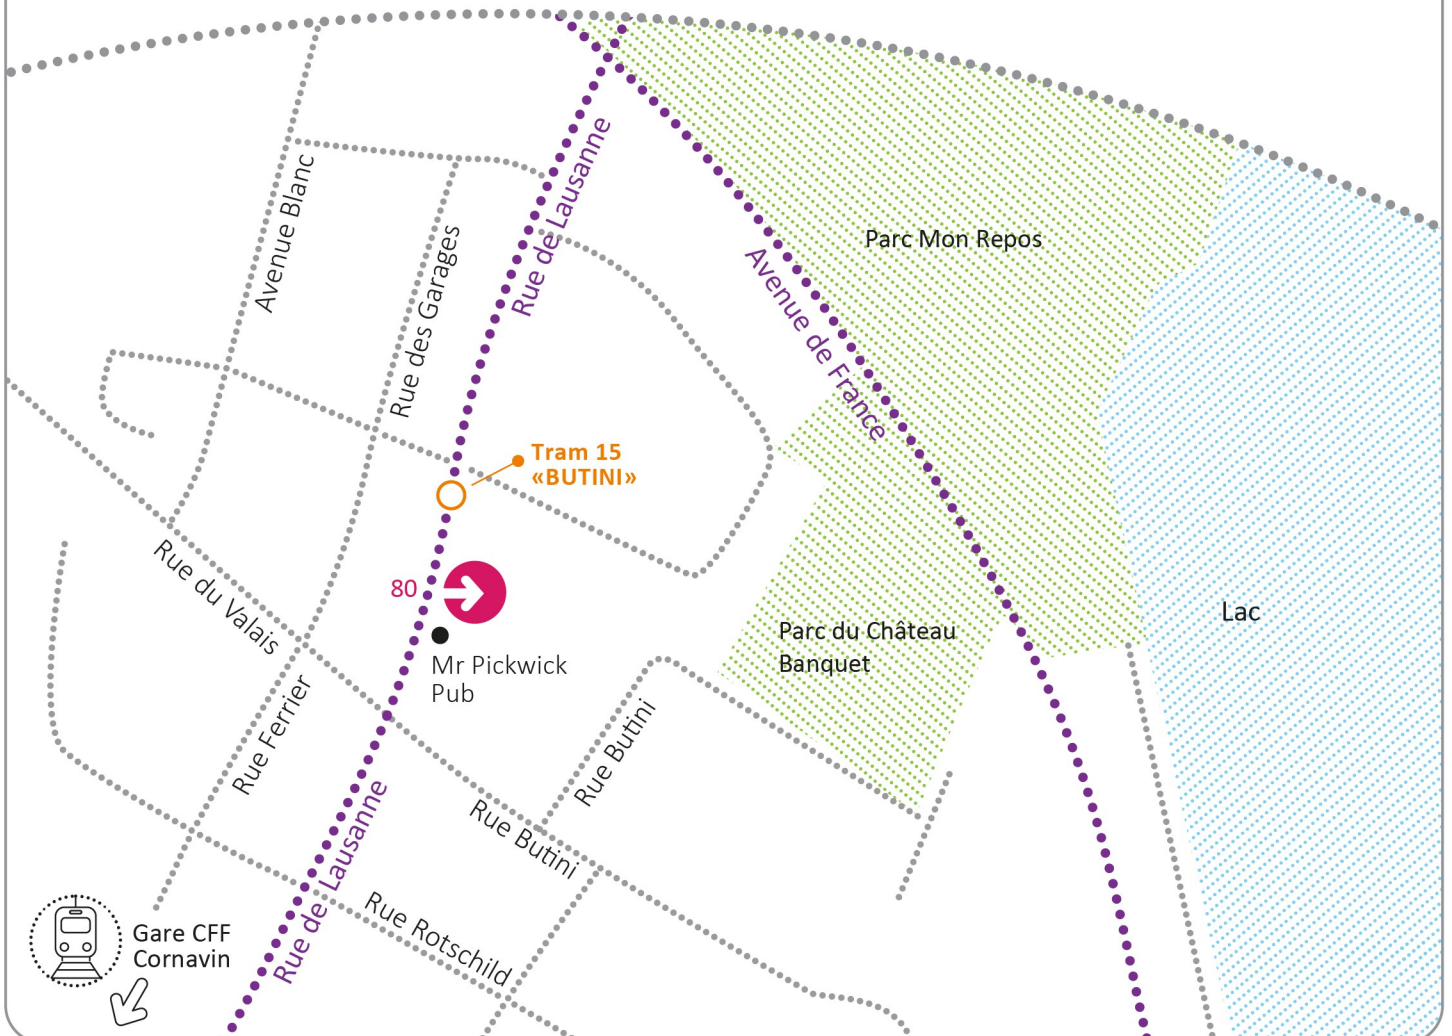 Avenue Blanc
Rue des Garages
Rue de Lausanne
Parc Mon Repos
Avenue de France
Tram 15
«BUTINI»
80
Mr Pickwick
Pub
Rue du Valais
Rue Ferrier
Parc du Château
Banquet
Lac
Rue Butini
Rue Butini
Rue de Lausanne
Rue Rotschild
Gare CFF
Cornavin